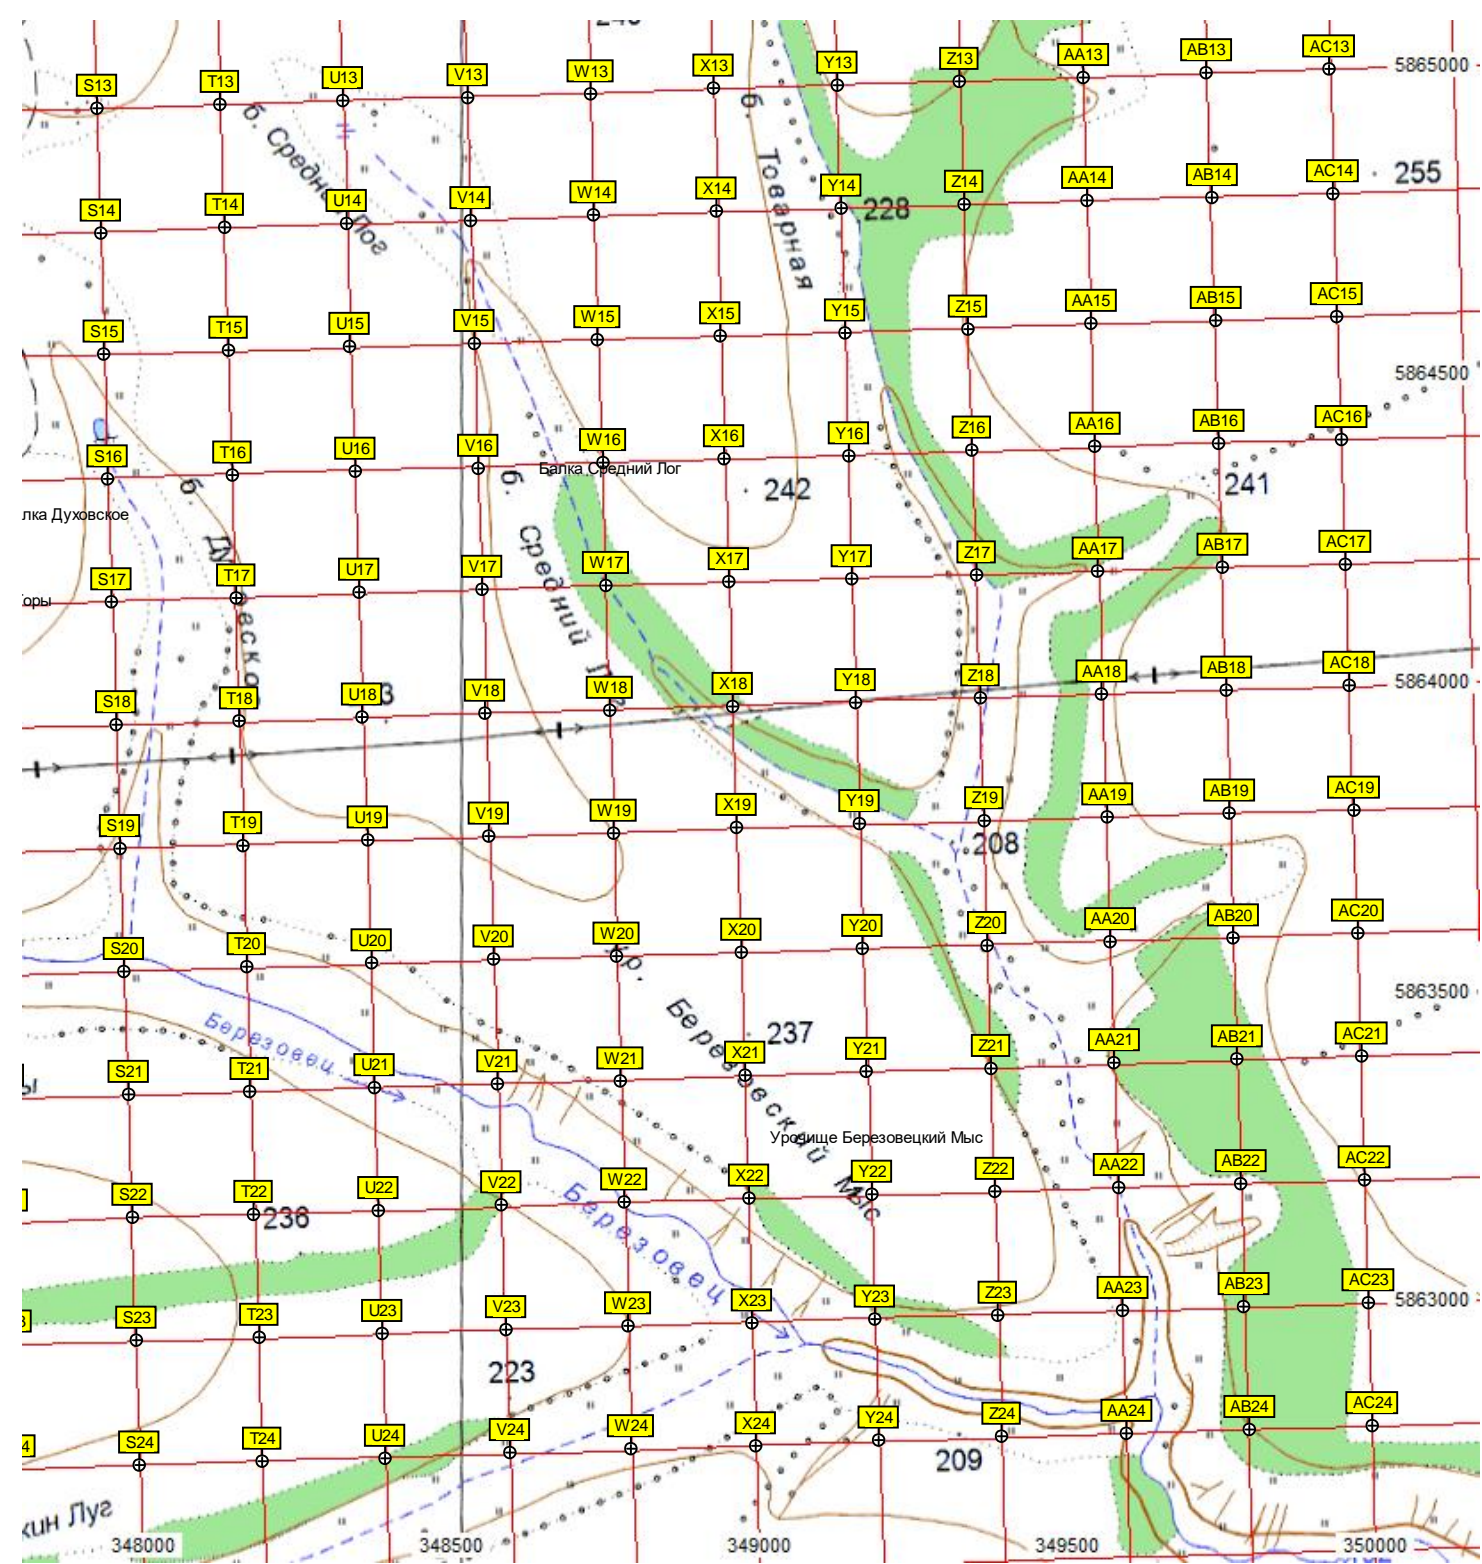 S13 T13 U13 V13 W13 X13 Y13 Z13 AA13 AB13 AC13
5865000
б. Средний Лог
б. Товарная
S14 T14 U14 V14 W14 X14 Y14 Z14 AA14 AB14 AC14
255
228
S15 T15 U15 V15 W15 X15 Y15 Z15 AA15 AB15 AC15
5864500
S16 T16 U16 V16 W16 X16 Y16 Z16 AA16 AB16 AC16
Балка Средний Лог
242
241
лка Духовское
б.
б. Средний
S17 T17 U17 V17 W17 X17 Y17 Z17 AA17 AB17 AC17
оры
S18 T18 U18 V18 W18 X18 Y18 Z18 AA18 AB18 AC18
3
5864000
S19 T19 U19 V19 W19 X19 Y19 Z19 AA19 AB19 AC19
208
S20 T20 U20 V20 W20 X20 Y20 Z20 AA20 AB20 AC20
ур. Березовский Мыс
5863500
Березовец
237
S21 T21 U21 V21 W21 X21 Y21 Z21 AA21 AB21 AC21
ы
Урочище Березовецкий Мыс
S22 T22 U22 V22 W22 X22 Y22 Z22 AA22 AB22 AC22
236
Березовец
S23 T23 U23 V23 W23 X23 Y23 Z23 AA23 AB23 AC23
5863000
3
223
S24 T24 U24 V24 W24 X24 Y24 Z24 AA24 AB24 AC24
4
209
кин Луг
348000 348500 349000 349500 350000